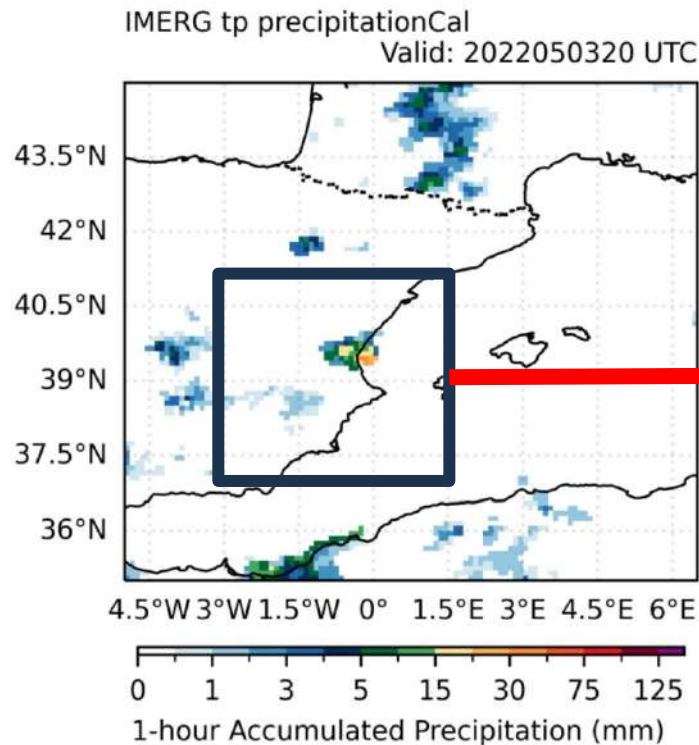 IMERG tp precipitationCal
Valid: 2022050320 UTC
43.5°N
42°N
40.5°N
39°N
37.5°N
36°N
4.5°W 3°W 1.5°W 0° 1.5°E 3°E 4.5°E 6°E
0 1 3 5 15 30 75 125
1-hour Accumulated Precipitation (mm)